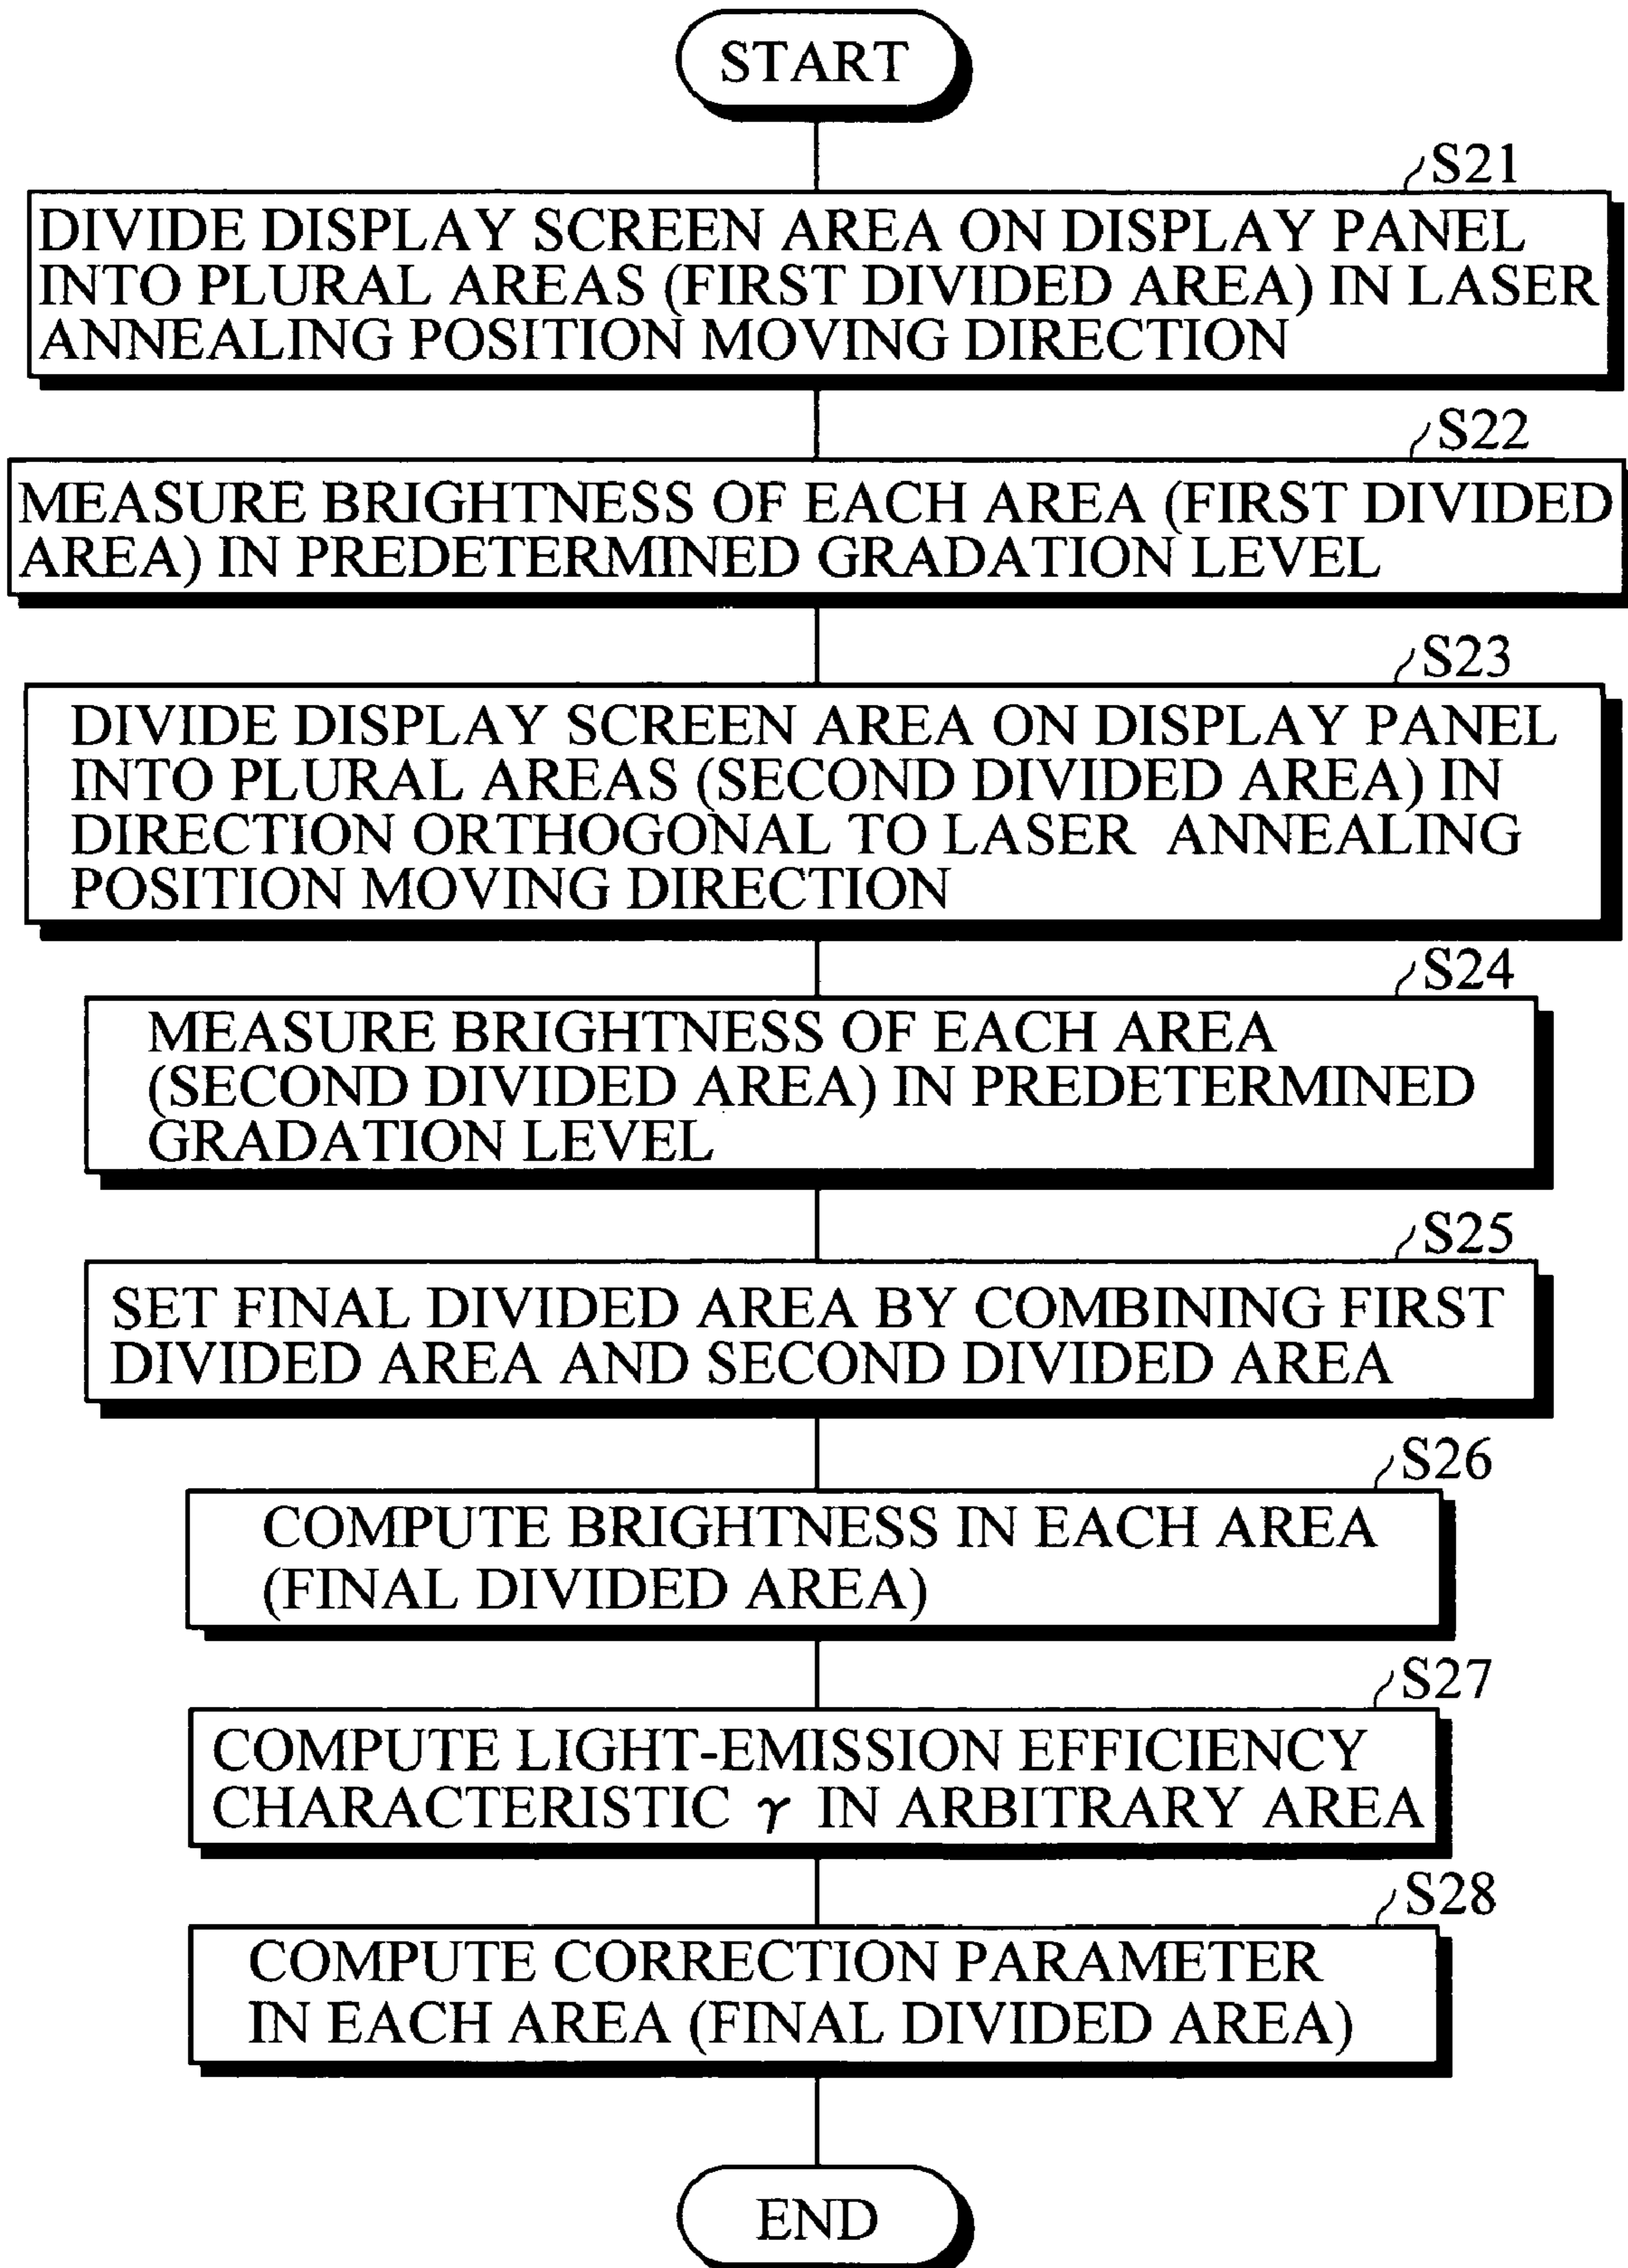 START
S21
DIVIDE DISPLAY SCREEN AREA ON DISPLAY PANEL
INTO PLURAL AREAS (FIRST DIVIDED AREA) IN LASER
ANNEALING POSITION MOVING DIRECTION
S22
MEASURE BRIGHTNESS OF EACH AREA (FIRST DIVIDED
AREA) IN PREDETERMINED GRADATION LEVEL
S23
DIVIDE DISPLAY SCREEN AREA ON DISPLAY PANEL
INTO PLURAL AREAS (SECOND DIVIDED AREA) IN
DIRECTION ORTHOGONAL TO LASER ANNEALING
POSITION MOVING DIRECTION
S24
MEASURE BRIGHTNESS OF EACH AREA
(SECOND DIVIDED AREA) IN PREDETERMINED
GRADATION LEVEL
S25
SET FINAL DIVIDED AREA BY COMBINING FIRST
DIVIDED AREA AND SECOND DIVIDED AREA
S26
COMPUTE BRIGHTNESS IN EACH AREA
(FINAL DIVIDED AREA)
S27
COMPUTE LIGHT-EMISSION EFFICIENCY
CHARACTERISTIC γ IN ARBITRARY AREA
S28
COMPUTE CORRECTION PARAMETER
IN EACH AREA (FINAL DIVIDED AREA)
END